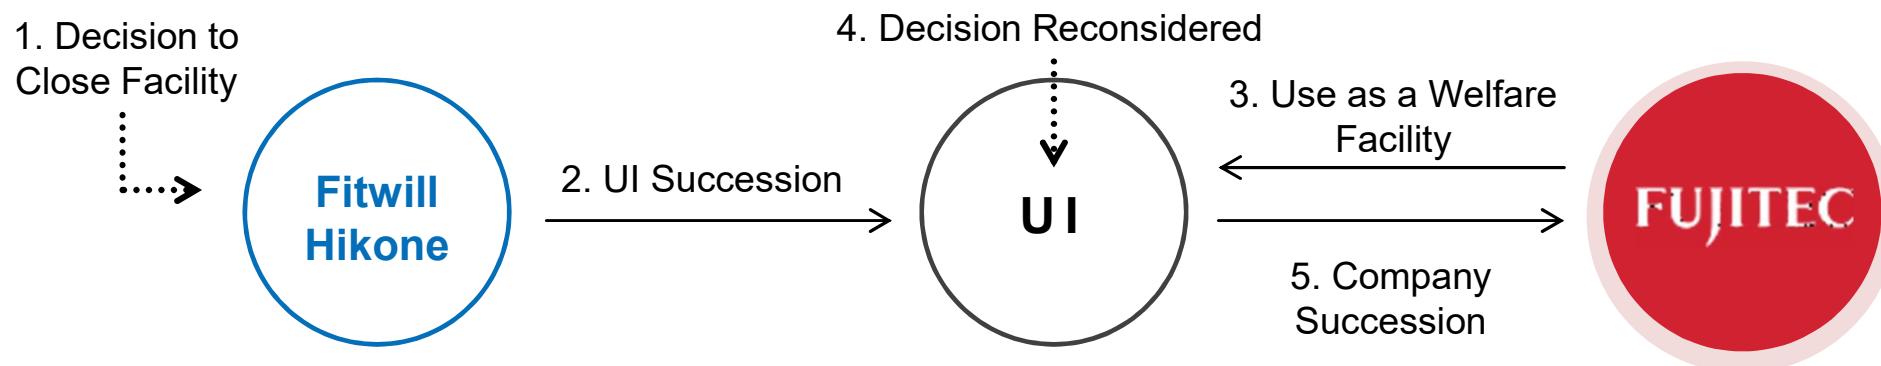 1. Decision to
Close Facility
Fitwill
Hikone
2. UI Succession
4. Decision Reconsidered
UI
3. Use as a Welfare
Facility
5. Company
Succession
FUJITEC